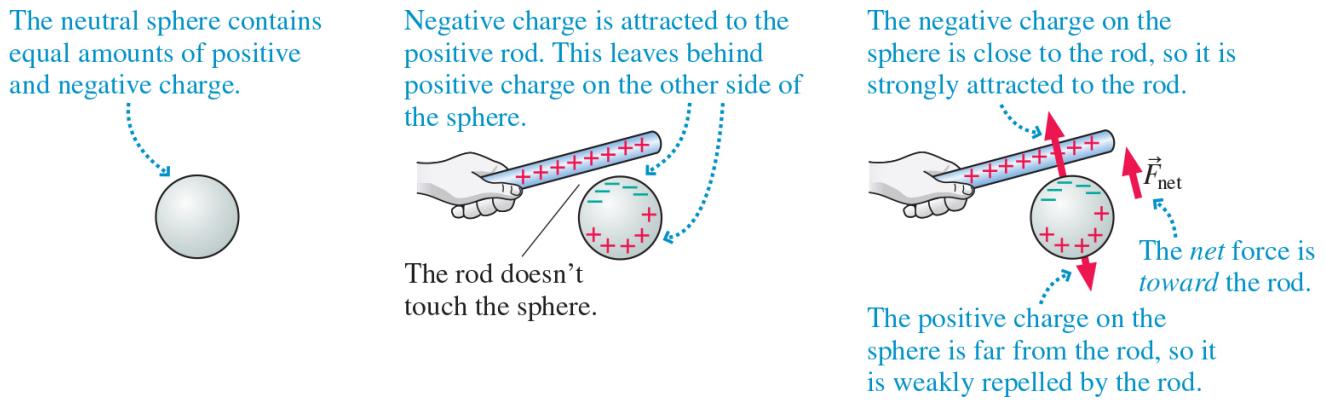 The neutral sphere contains
equal amounts of positive
and negative charge.
Negative charge is attracted to the
positive rod. This leaves behind
positive charge on the other side of
the sphere.
+++++++++
+
++++
The rod doesn’t
touch the sphere.
The negative charge on the
sphere is close to the rod, so it is
strongly attracted to the rod.
+++++++++
+
++++
F⃗net
The net force is
toward the rod.
The positive charge on the
sphere is far from the rod, so it
is weakly repelled by the rod.